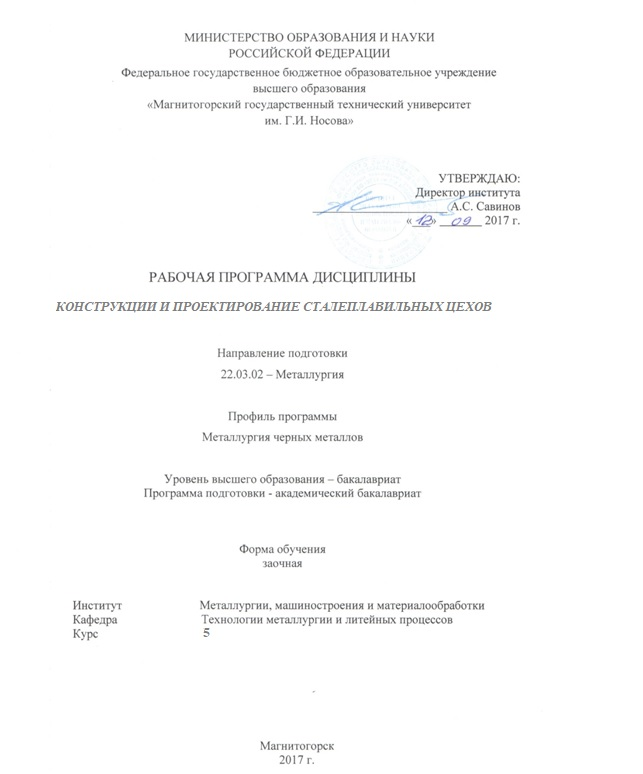 МИНИСТЕРСТВО ОБРАЗОВАНИЯ И НАУКИ
РОССИЙСКОЙ ФЕДЕРАЦИИ
Федеральное государственное бюджетное образовательное учреждение
высшего образования
«Магнитогорский государственный технический университет
им. Г.И. Носова»
УТВЕРЖДАЮ:
Директор института
А.С. Савинов
« » 09 2017 г.
РАБОЧАЯ ПРОГРАММА ДИСЦИПЛИНЫ
КОНСТРУКЦИИ И ПРОЕКТИРОВАНИЕ СТАЛЕПЛАВИЛЬНЫХ ЦЕХОВ
Направление подготовки
22.03.02 – Металлургия
Профиль программы
Металлургия черных металлов
Уровень высшего образования – бакалавриат
Программа подготовки - академический бакалавриат
Форма обучения
заочная
Институт Металлургии, машиностроения и материалообработки
Кафедра Технологии металлургии и литейных процессов
Курс 5
Магнитогорск
2017 г.